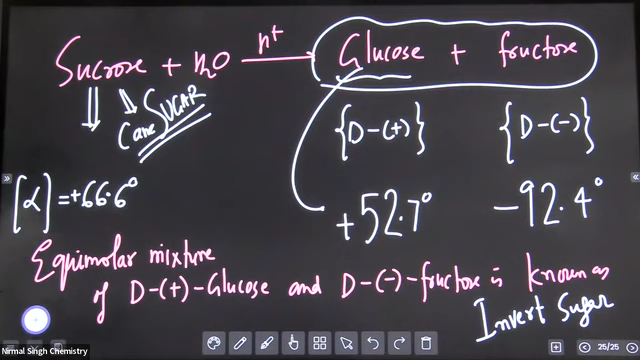 Sucrose + H2O H+ Glucose + fructose
Cane SUGAR
{D-(+)} {D-(-)}
[α] = +66.6° +52.7° -92.4°
Equimolar mixture
of D-(+)-Glucose and D-(-)-fructose is known as
Invert Sugar
Nirmal Singh Chemistry
25/25